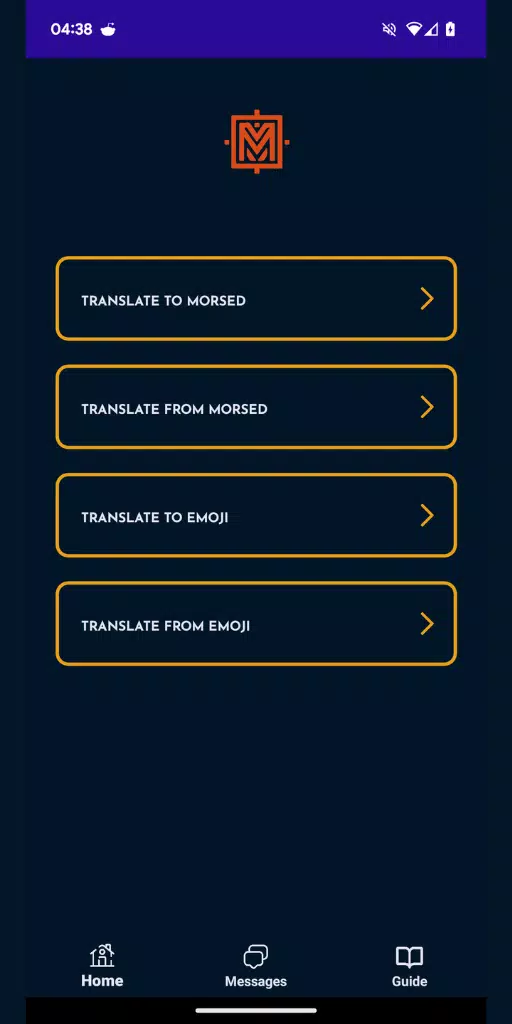 04:38
M
TRANSLATE TO MORSED
TRANSLATE FROM MORSED
TRANSLATE TO EMOJI
TRANSLATE FROM EMOJI
Home
Messages
Guide